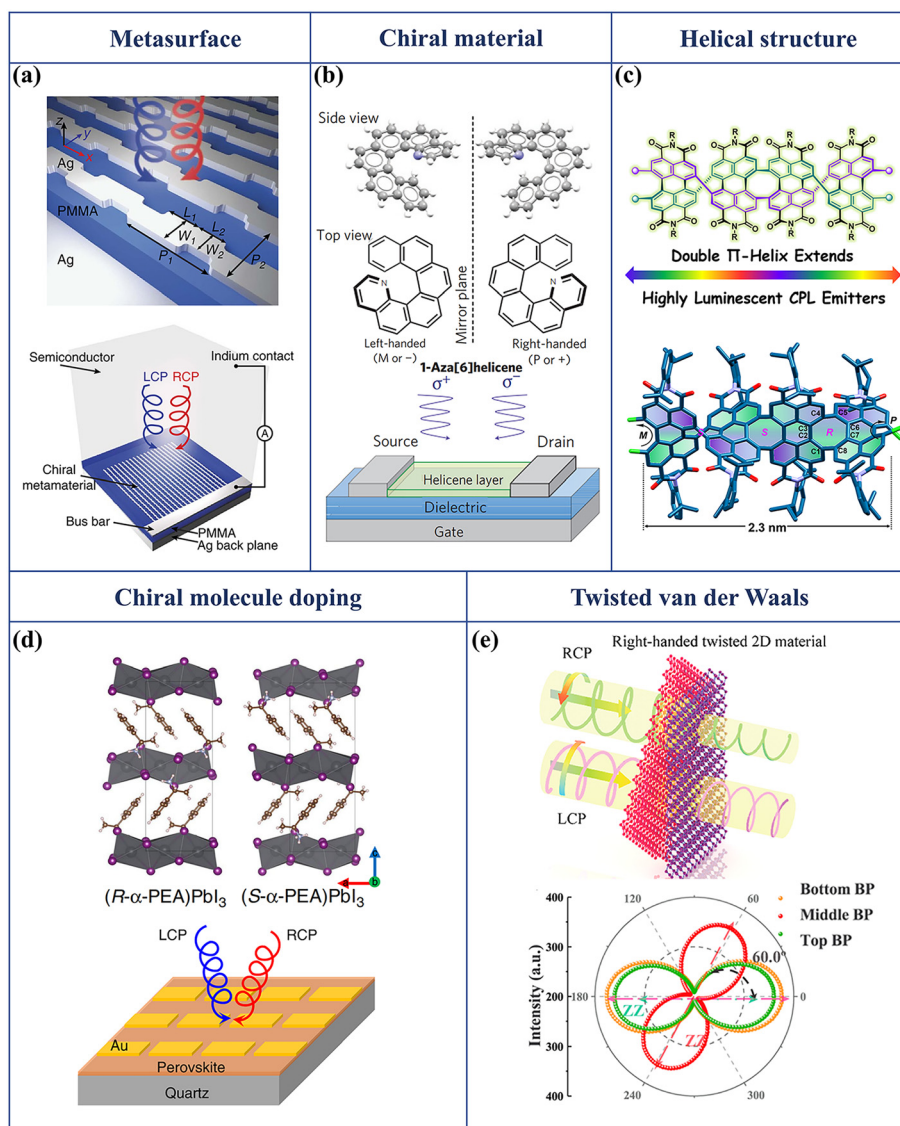 Metasurface
Chiral material
Helical structure
(a)
z
y
x
Ag
PMMA
Ag
L1
L2
W1
W2
P1
P2
Semiconductor
Indium contact
LCP
RCP
A
Chiral
metamaterial
Bus bar
PMMA
Ag back plane
(b)
Side view
Top view
Mirror plane
N
N
Left-handed
(M or −)
Right-handed
(P or +)
1-Aza[6]helicene
σ+
σ−
Source
Drain
Helicene layer
Dielectric
Gate
(c)
R R R R
O N O O N O O N O O N O
O N O O N O O N O O N O
R R R R
Double Π-Helix Extends
Highly Luminescent CPL Emitters
M
S
R
P
C4
C5
C3
C2
C6
C7
C1
C8
2.3 nm
Chiral molecule doping
Twisted van der Waals
(d)
(R-α-PEA)PbI3
(S-α-PEA)PbI3
c
b
LCP
RCP
Au
Perovskite
Quartz
(e)
Right-handed twisted 2D material
RCP
LCP
Bottom BP
Middle BP
Top BP
Intensity (a.u.)
400
300
200
300
400
120
60
180
0
240
300
60.0°
ZZ
ZZ